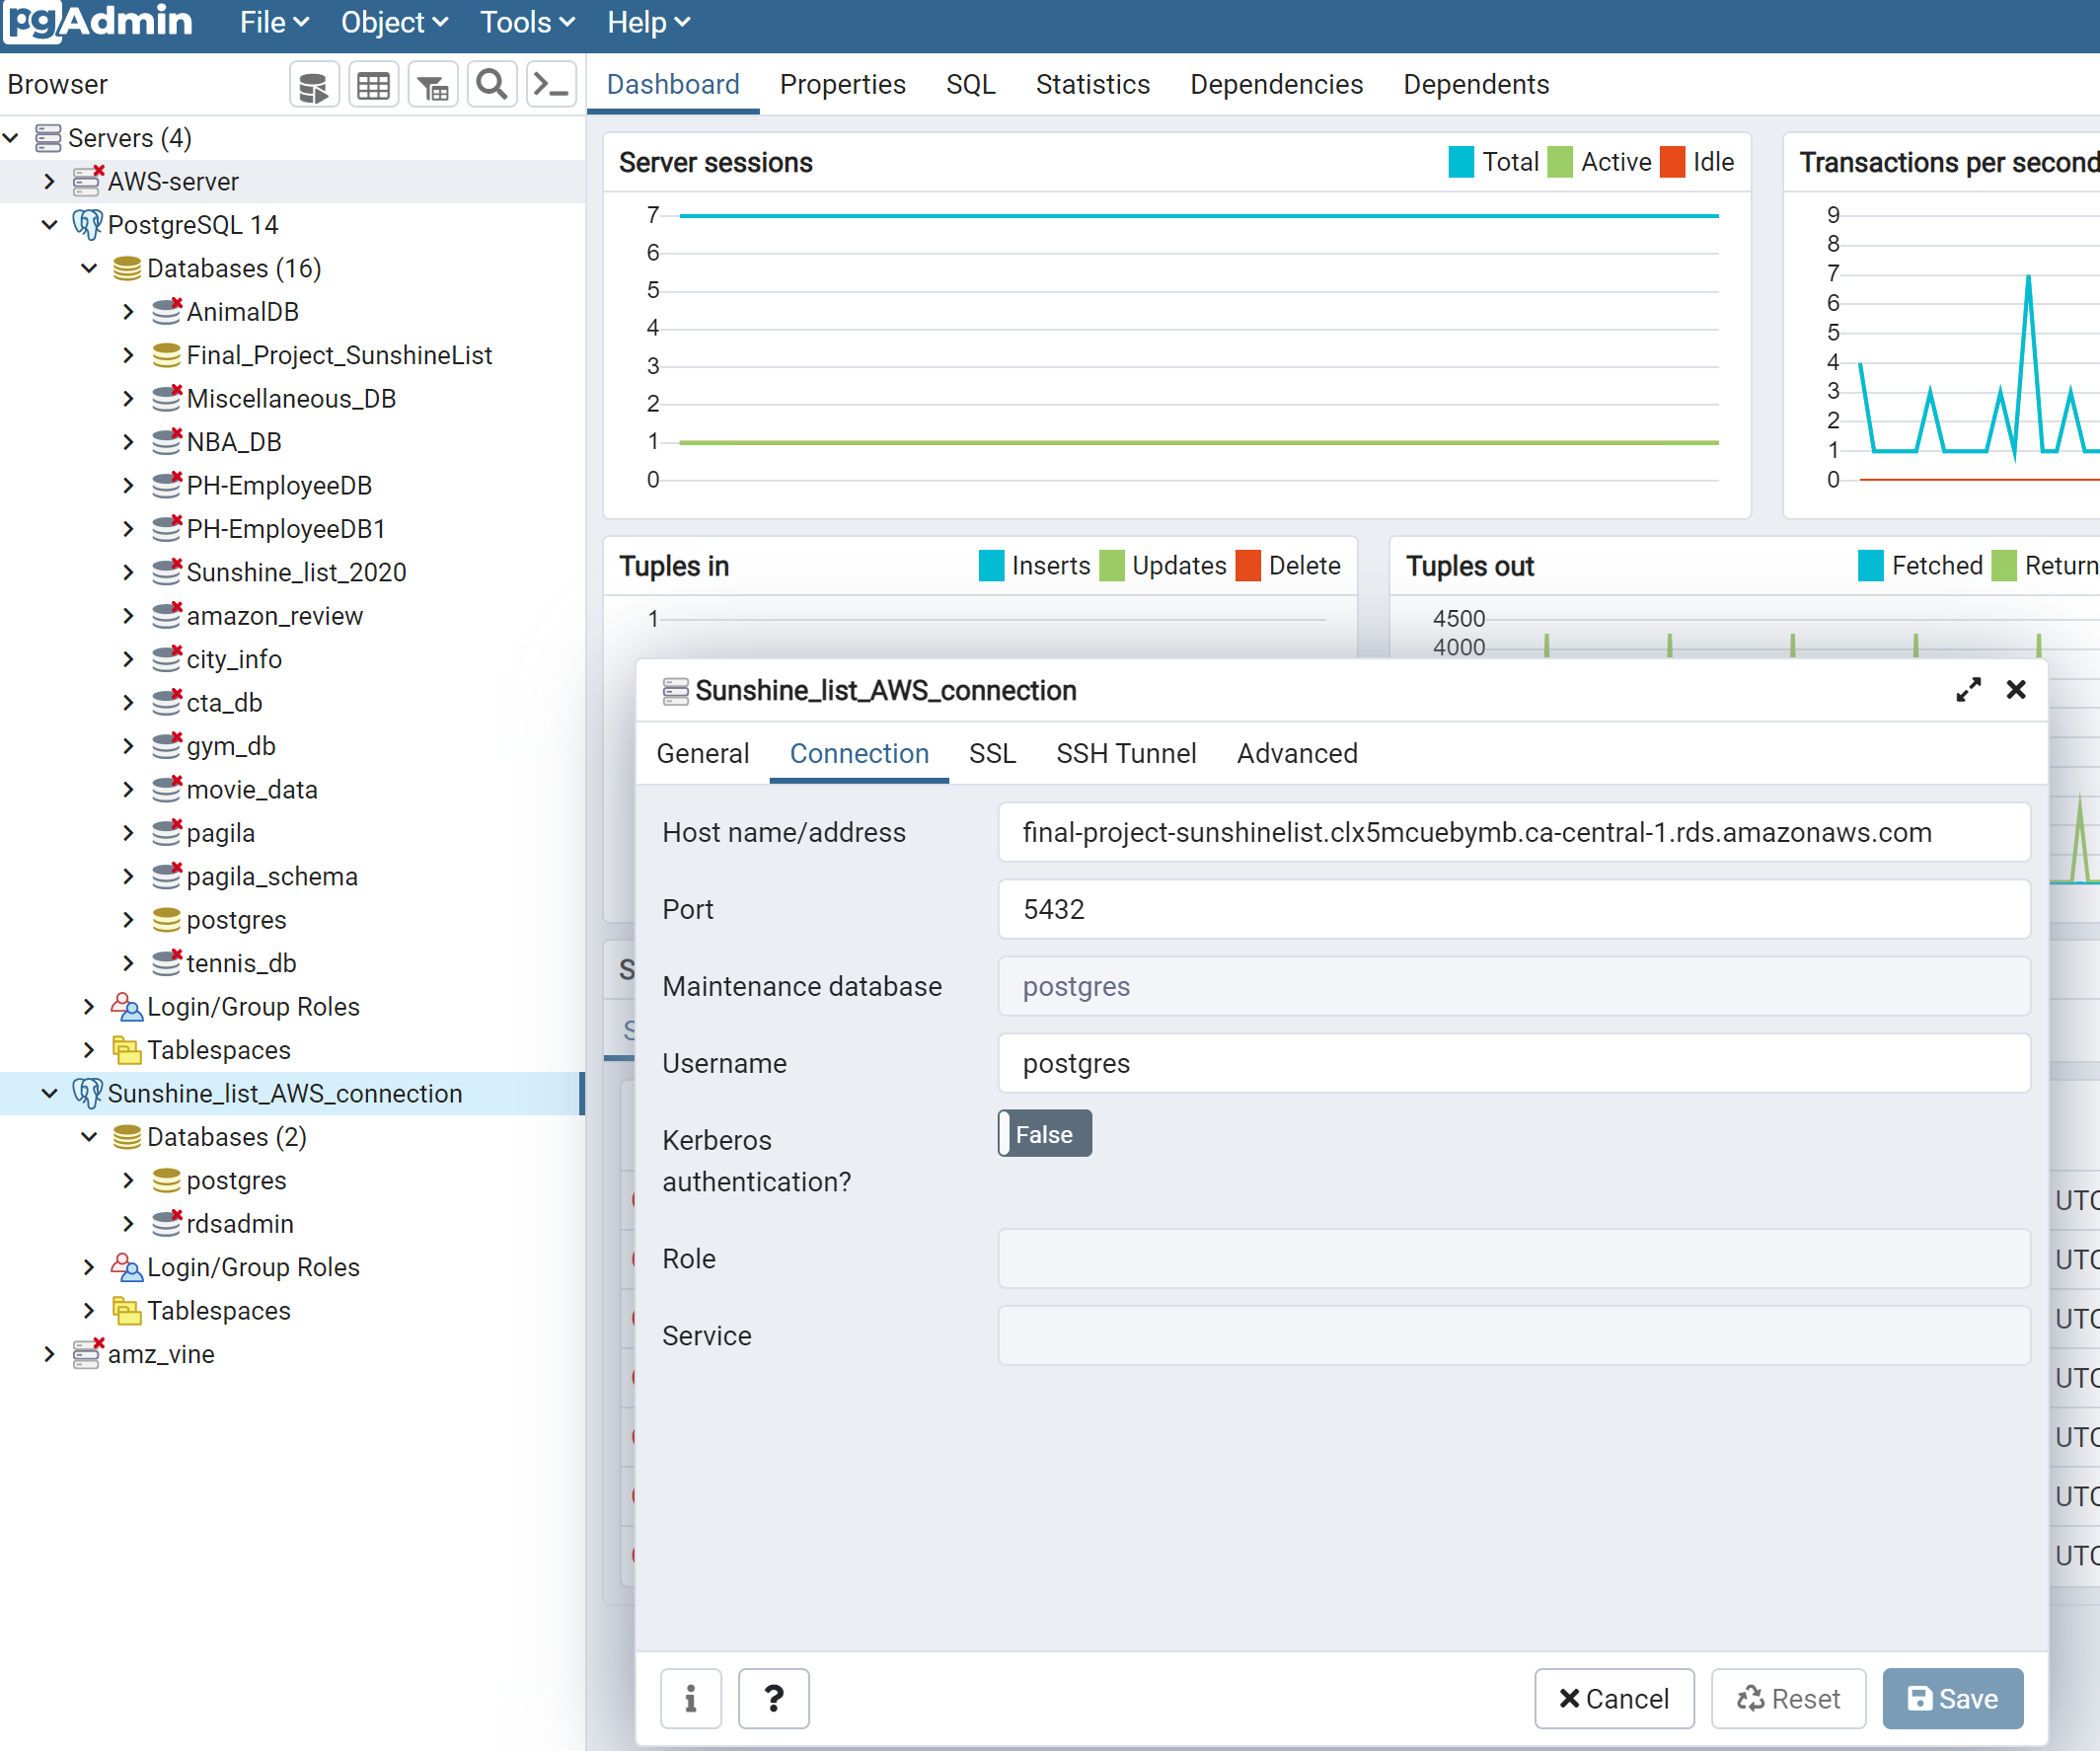 pgAdmin File Object Tools Help
Browser
Dashboard Properties SQL Statistics Dependencies Dependents
Servers (4)
AWS-server
PostgreSQL 14
Databases (16)
AnimalDB
Final_Project_SunshineList
Miscellaneous_DB
NBA_DB
PH-EmployeeDB
PH-EmployeeDB1
Sunshine_list_2020
amazon_review
city_info
cta_db
gym_db
movie_data
pagila
pagila_schema
postgres
tennis_db
Login/Group Roles
Tablespaces
Sunshine_list_AWS_connection
Databases (2)
postgres
rdsadmin
Login/Group Roles
Tablespaces
amz_vine
Server sessions Total Active Idle
7
6
5
4
3
2
1
0
Transactions per second
9
8
7
6
5
4
3
2
1
0
Tuples in Inserts Updates Delete
1
Tuples out Fetched Return
4500
4000
Sunshine_list_AWS_connection
General Connection SSL SSH Tunnel Advanced
Host name/address final-project-sunshinelist.clx5mcuebymb.ca-central-1.rds.amazonaws.com
Port 5432
Maintenance database postgres
Username postgres
Kerberos False
authentication?
Role
Service
S
S
UTC
UTC
UTC
UTC
UTC
UTC
UTC
i ? Cancel Reset Save